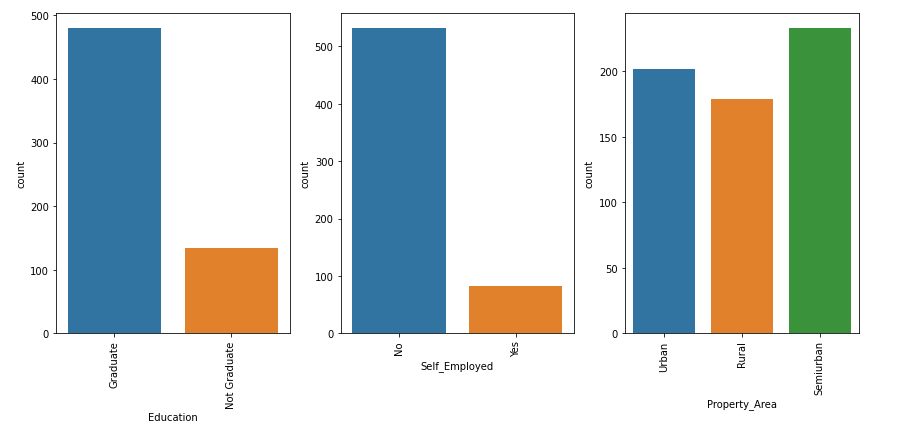 500
400
300
200
100
0
count
Graduate
Not Graduate
Education
500
400
300
200
100
0
count
No
Yes
Self_Employed
200
150
100
50
0
count
Urban
Rural
Semiurban
Property_Area